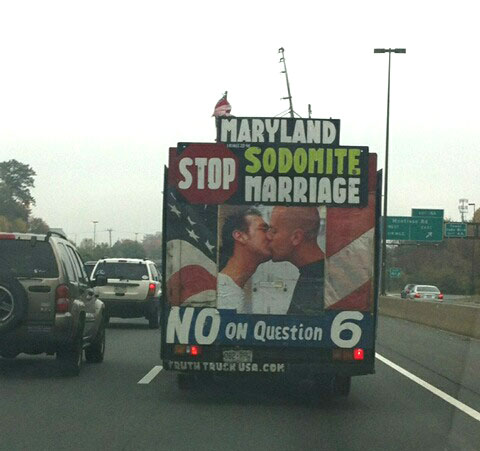 MARYLAND
STOP
SODOMITE
MARRIAGE
NO ON QUESTION 6
TRUTH TRUCK USA.COM